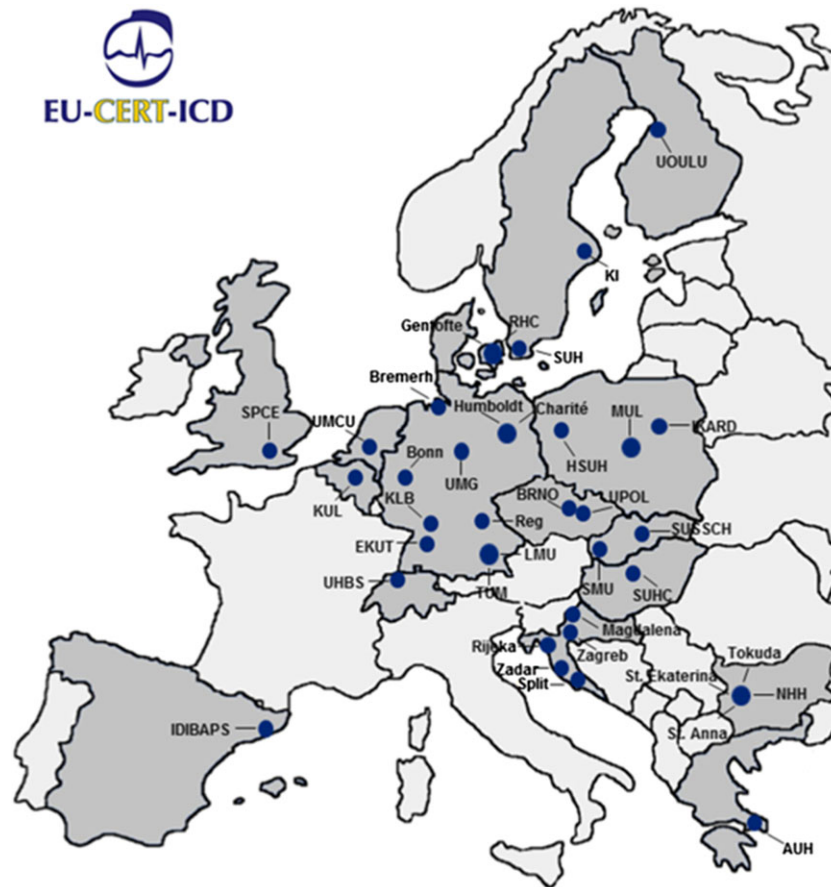 EU-CERT-ICD
UOULU
KI
Gentofte
RHC
SUH
Bremerh.
Humboldt
Charité
SPCE
UMCU
MUL
IKARD
Bonn
HSUH
UMG
KUL
BRNO
UPOL
KLB
Reg
SUSSCH
EKUT
LMU
UHBS
TUM
SMU
SUHC
Magdalena
Rijeka
Zagreb
Tokuda
Zadar
St. Ekaterina
Split
NHH
IDIBAPS
St. Anna
AUH